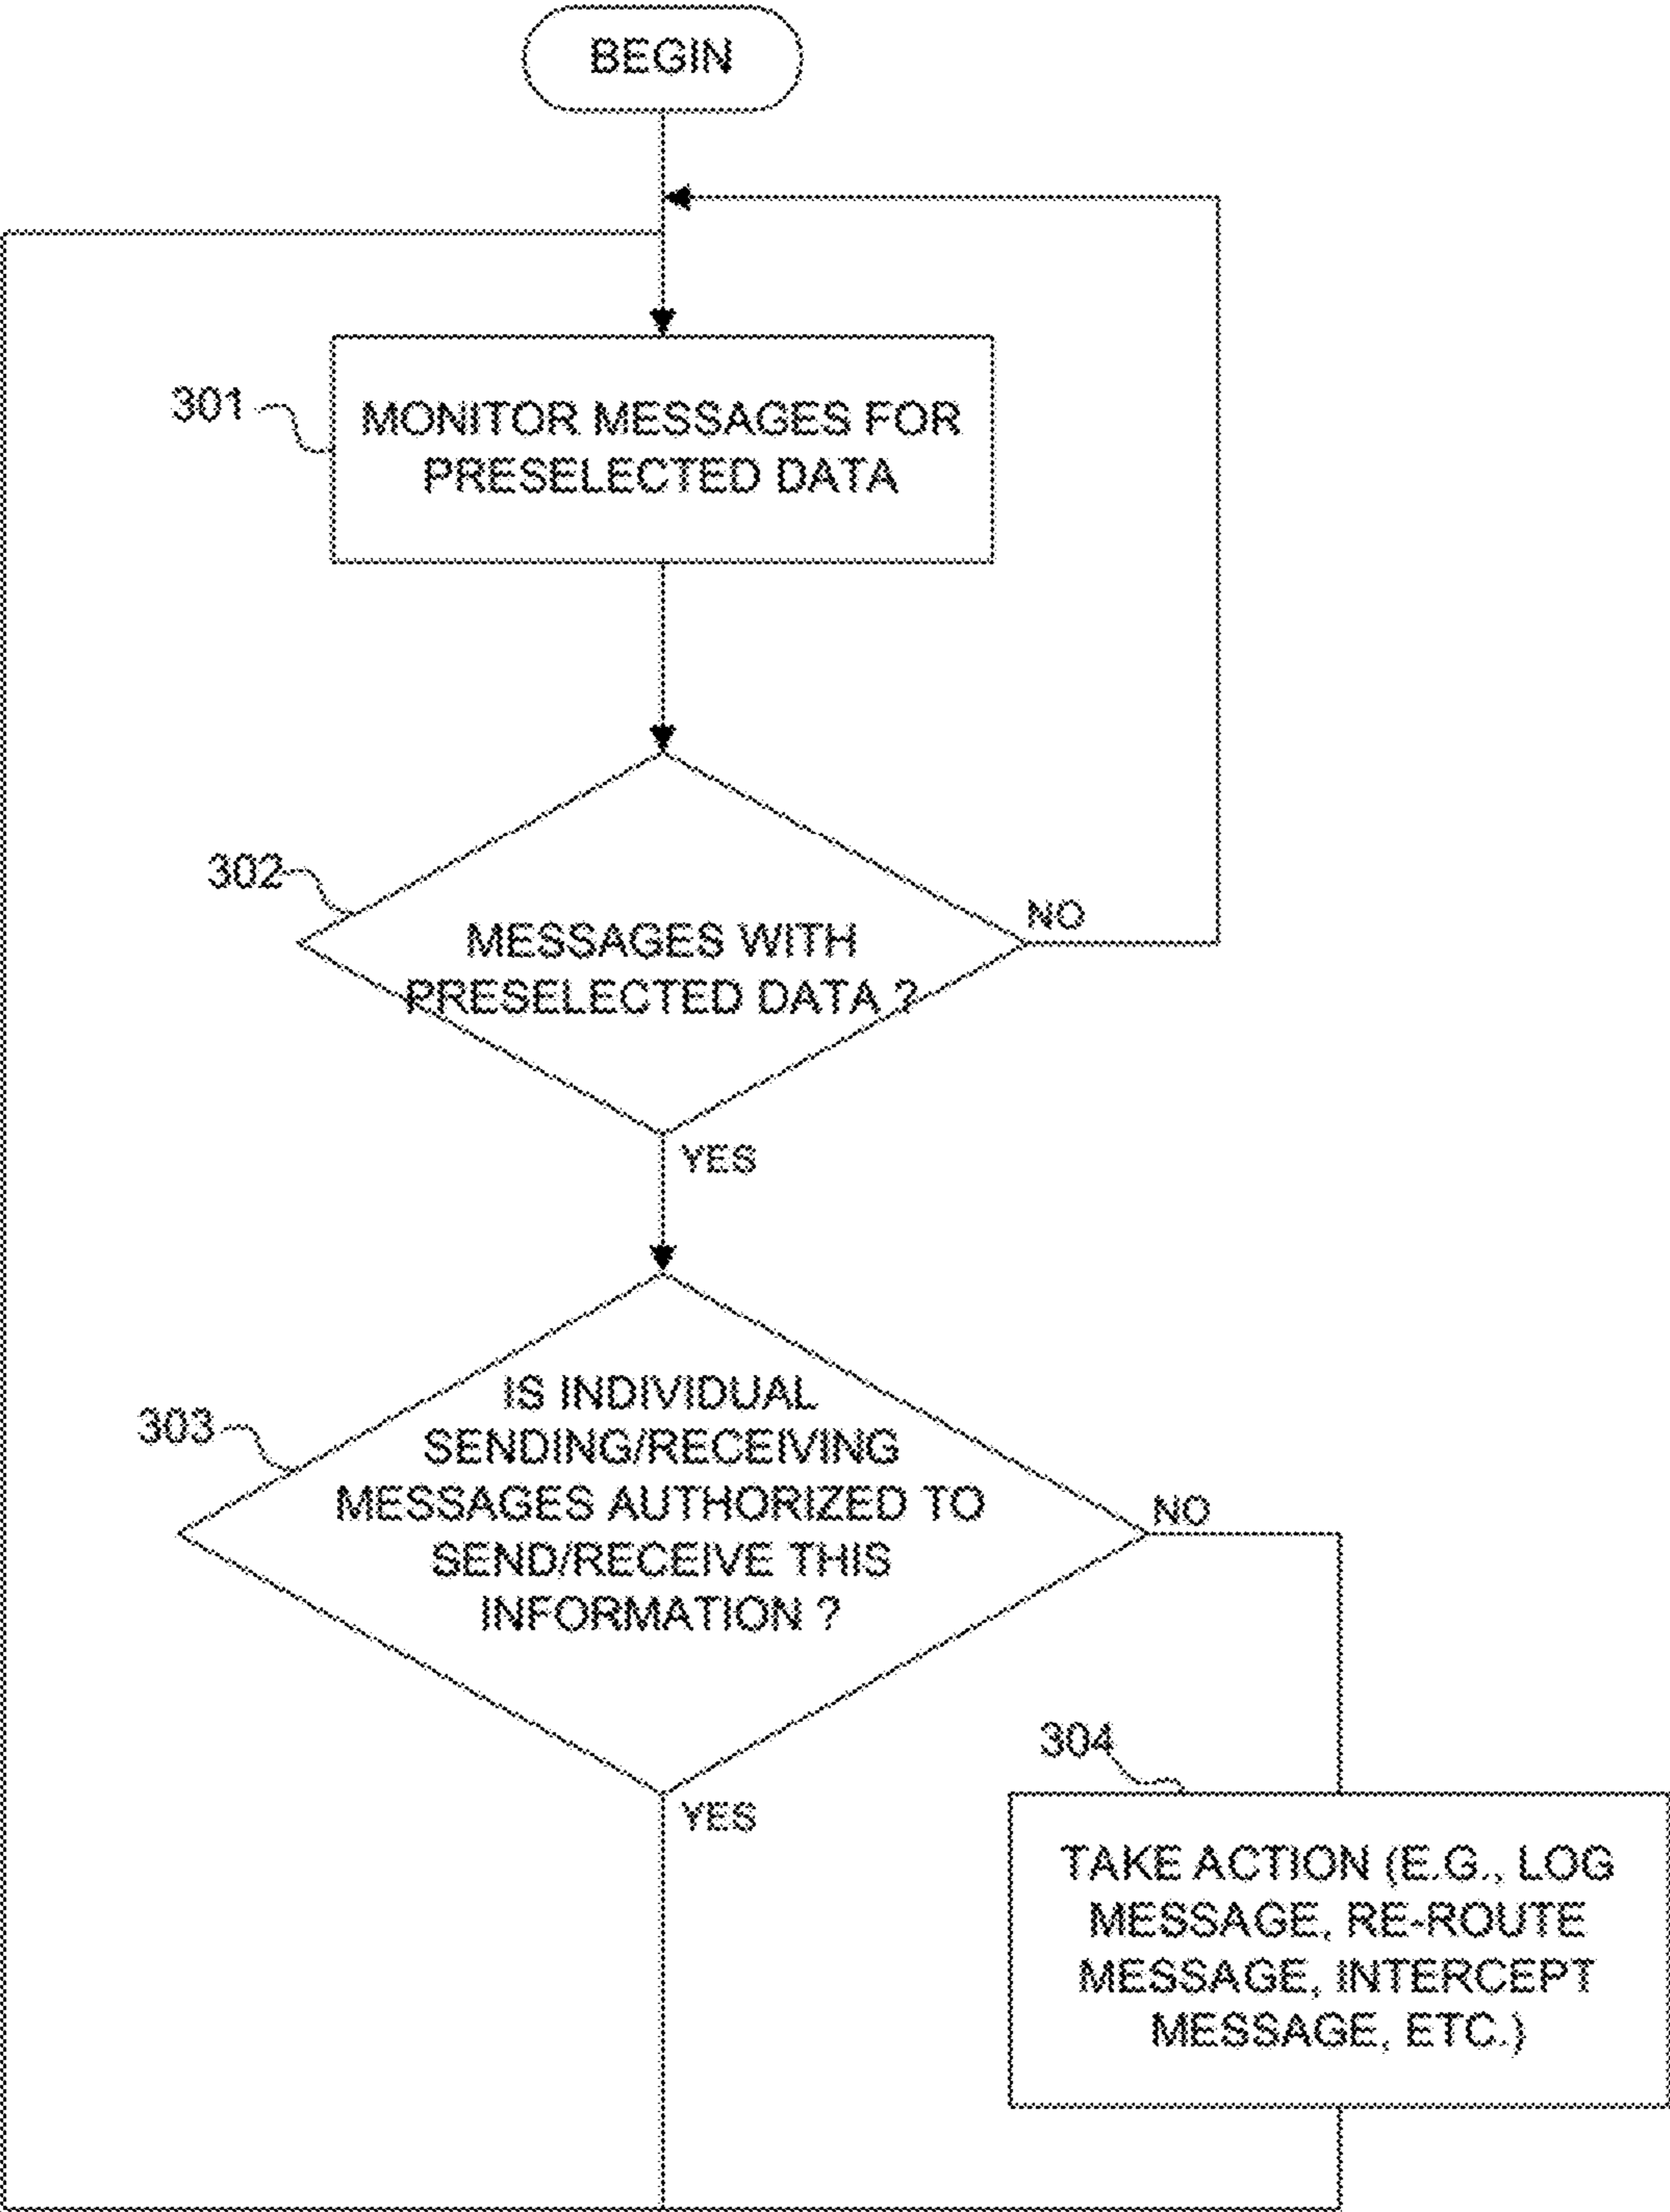 BEGIN
301
MONITOR MESSAGES FOR
PRESELECTED DATA
302
MESSAGES WITH
PRESELECTED DATA ?
NO
YES
303
IS INDIVIDUAL
SENDING/RECEIVING
MESSAGES AUTHORIZED TO
SEND/RECEIVE THIS
INFORMATION ?
NO
YES
304
TAKE ACTION (E.G., LOG
MESSAGE, RE-ROUTE
MESSAGE, INTERCEPT
MESSAGE, ETC.)